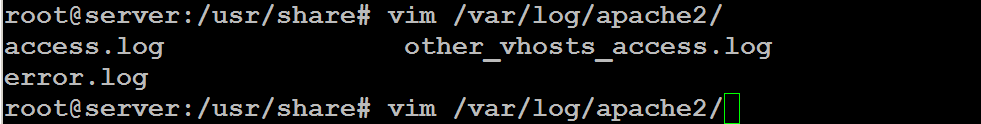 root@server:/usr/share# vim /var/log/apache2/
access.log other_vhosts_access.log
error.log
root@server:/usr/share# vim /var/log/apache2/